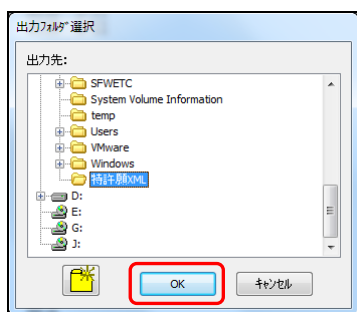 出力ﾌｫﾙﾀﾞ選択
出力先:
SFWETC
System Volume Information
temp
Users
VMware
Windows
特許願XML
D:
E:
G:
J:
OK
ｷｬﾝｾﾙ